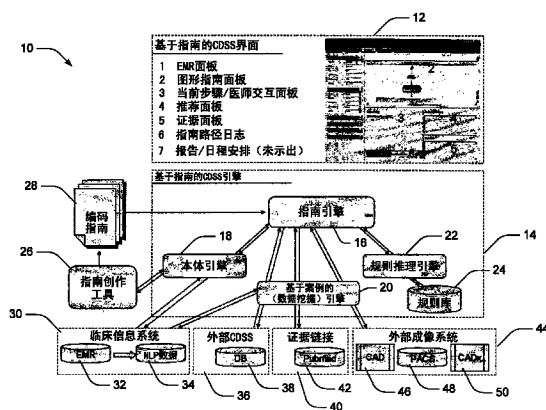 10
12
基于指南的CDSS界面
1 EMR面板
2 图形指南面板
3 当前步骤/医师交互面板
4 推荐面板
5 证据面板
6 指南路径日志
7 报告/日程安排（未示出）
2
3
28
编码
指南
基于指南的CDSS引擎
指南引擎
16
14
18
本体引擎
22
规则推理引擎
26
指南创作
工具
20
基于案例的
（数据挖掘）引擎
24
规则库
30
临床信息系统
EMR
NLP数据
32
34
外部CDSS
DB
36
38
证据链接
Pubmed
42
40
外部成像系统
44
CAD
PACS
CADx
46
48
50